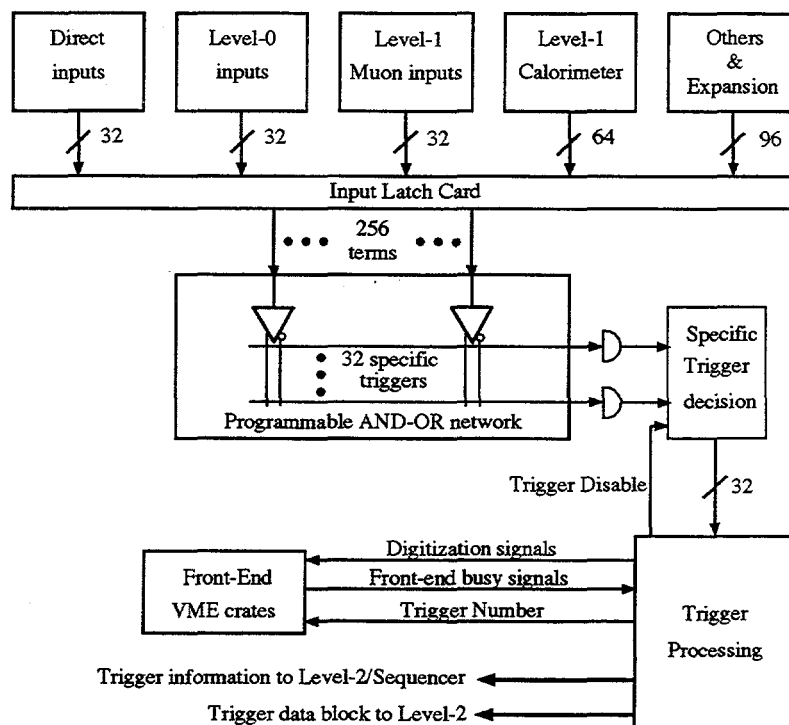 Direct
inputs
Level-0
inputs
Level-1
Muon inputs
Level-1
Calorimeter
Others
&
Expansion
32
32
32
64
96
Input Latch Card
256
terms
32 specific
triggers
Programmable AND-OR network
Specific
Trigger
decision
Trigger Disable
32
Digitization signals
Front-end busy signals
Trigger Number
Front-End
VME crates
Trigger
Processing
Trigger information to Level-2/Sequencer
Trigger data block to Level-2